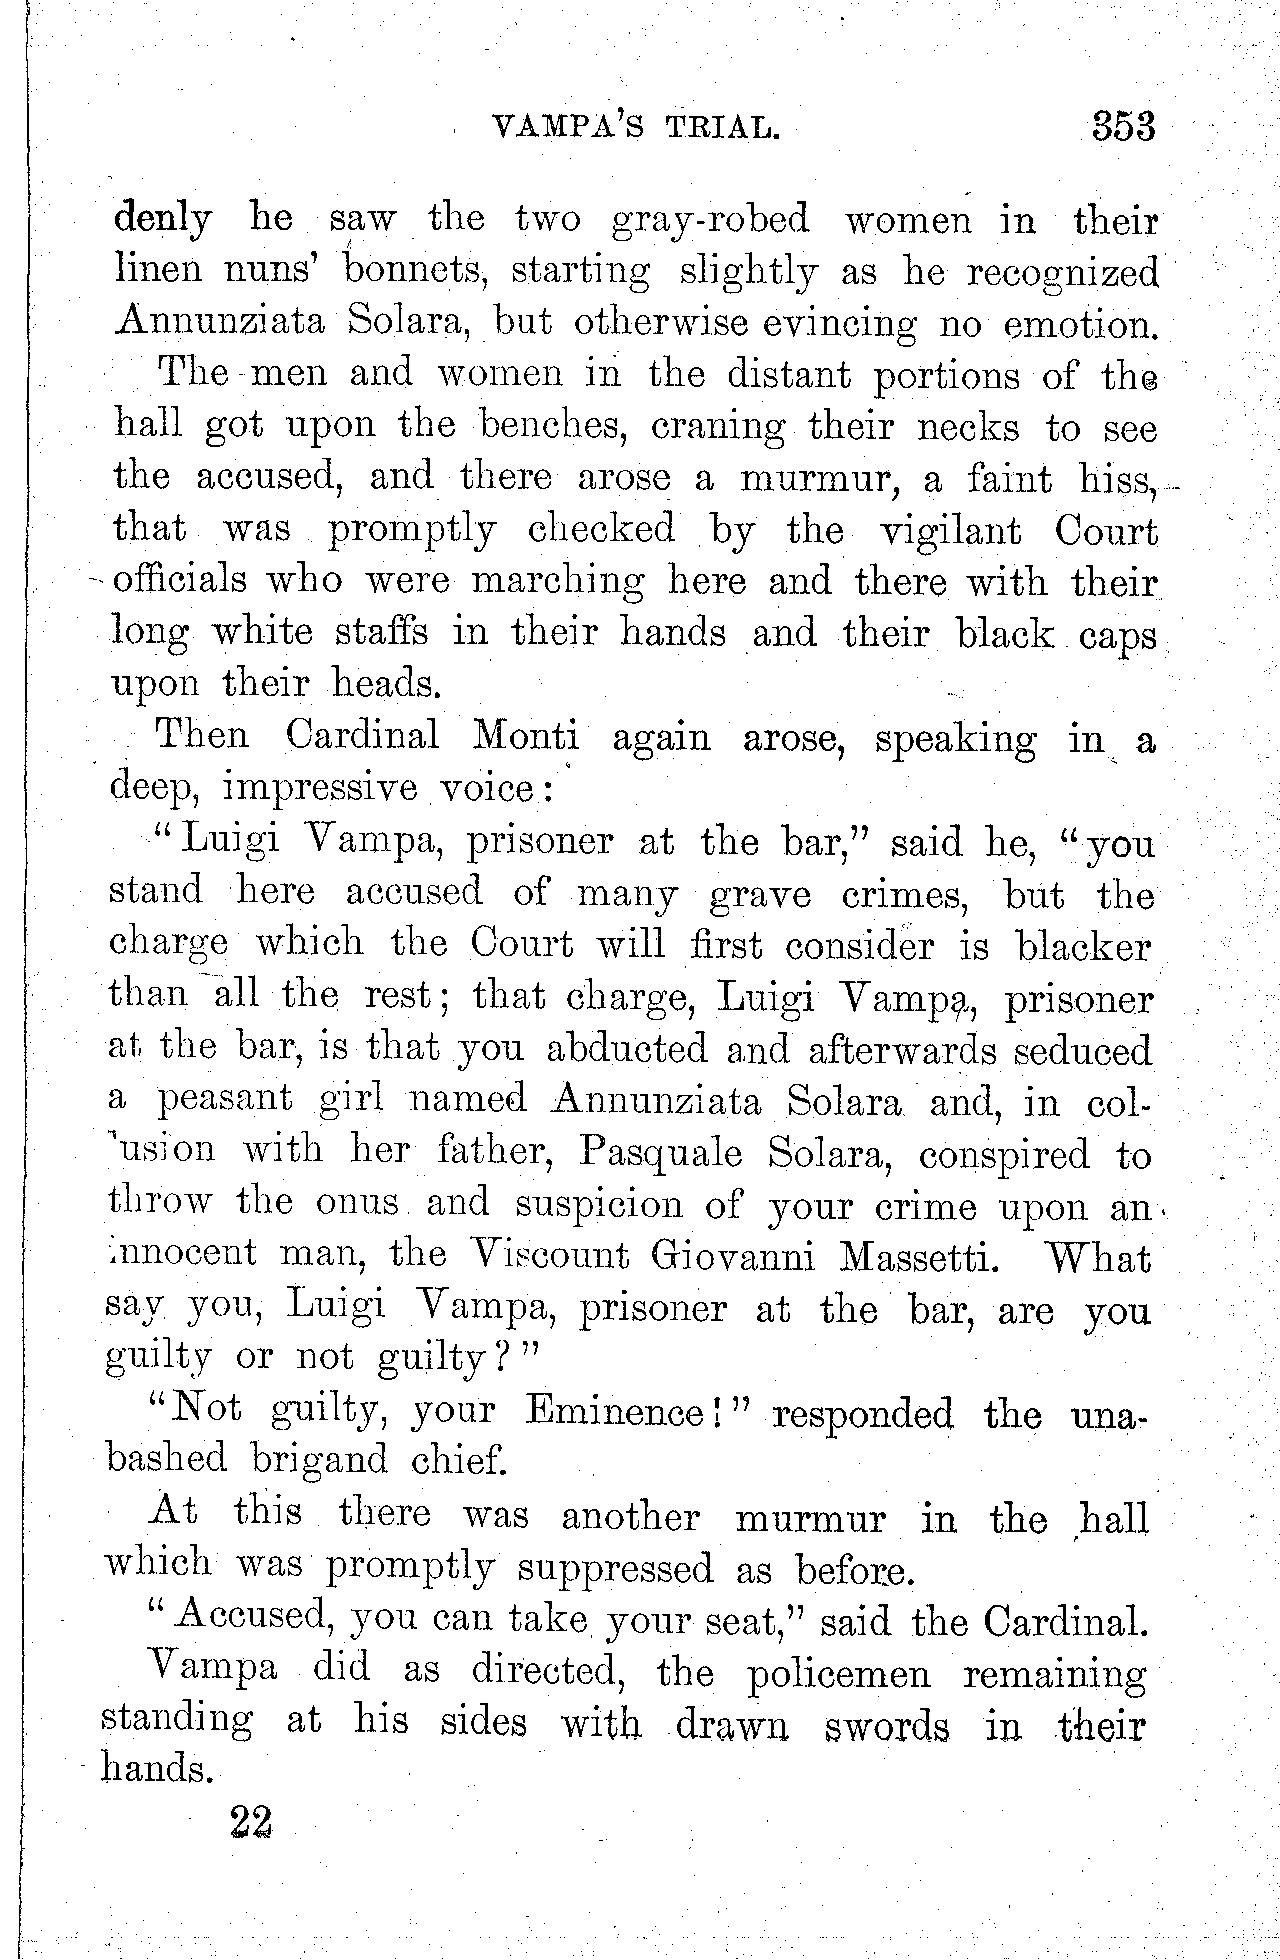 VAMPA'S TRIAL. 353
denly he saw the two gray-robed women in their
linen nuns' bonnets, starting slightly as he recognized
Annunziata Solara, but otherwise evincing no emotion.
The men and women in the distant portions of the
hall got upon the benches, craning their necks to see
the accused, and there arose a murmur, a faint hiss,
that was promptly checked by the vigilant Court
officials who were marching here and there with their
long white staffs in their hands and their black caps
upon their heads.
Then Cardinal Monti again arose, speaking in a
deep, impressive voice:
"Luigi Vampa, prisoner at the bar," said he, "you
stand here accused of many grave crimes, but the
charge which the Court will first consider is blacker
than all the rest; that charge, Luigi Vampa, prisoner
at the bar, is that you abducted and afterwards seduced
a peasant girl named Annunziata Solara and, in col-
lusion with her father, Pasquale Solara, conspired to
throw the onus and suspicion of your crime upon an
innocent man, the Viscount Giovanni Massetti. What
say you, Luigi Vampa, prisoner at the bar, are you
guilty or not guilty?"
"Not guilty, your Eminence!" responded the una-
bashed brigand chief.
At this there was another murmur in the hall
which was promptly suppressed as before.
"Accused, you can take your seat," said the Cardinal.
Vampa did as directed, the policemen remaining
standing at his sides with drawn swords in their
hands.
22